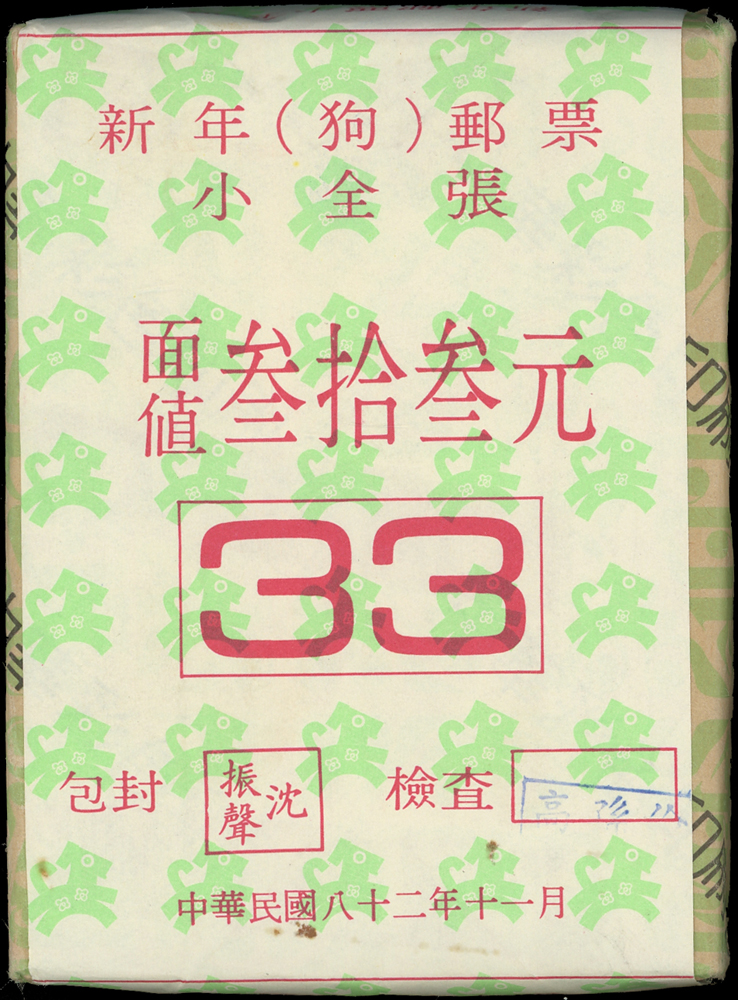 新年(狗)郵票
小全張
面值 叁拾叁元
33
包封 沈振聲 檢查
中華民國八十二年十一月